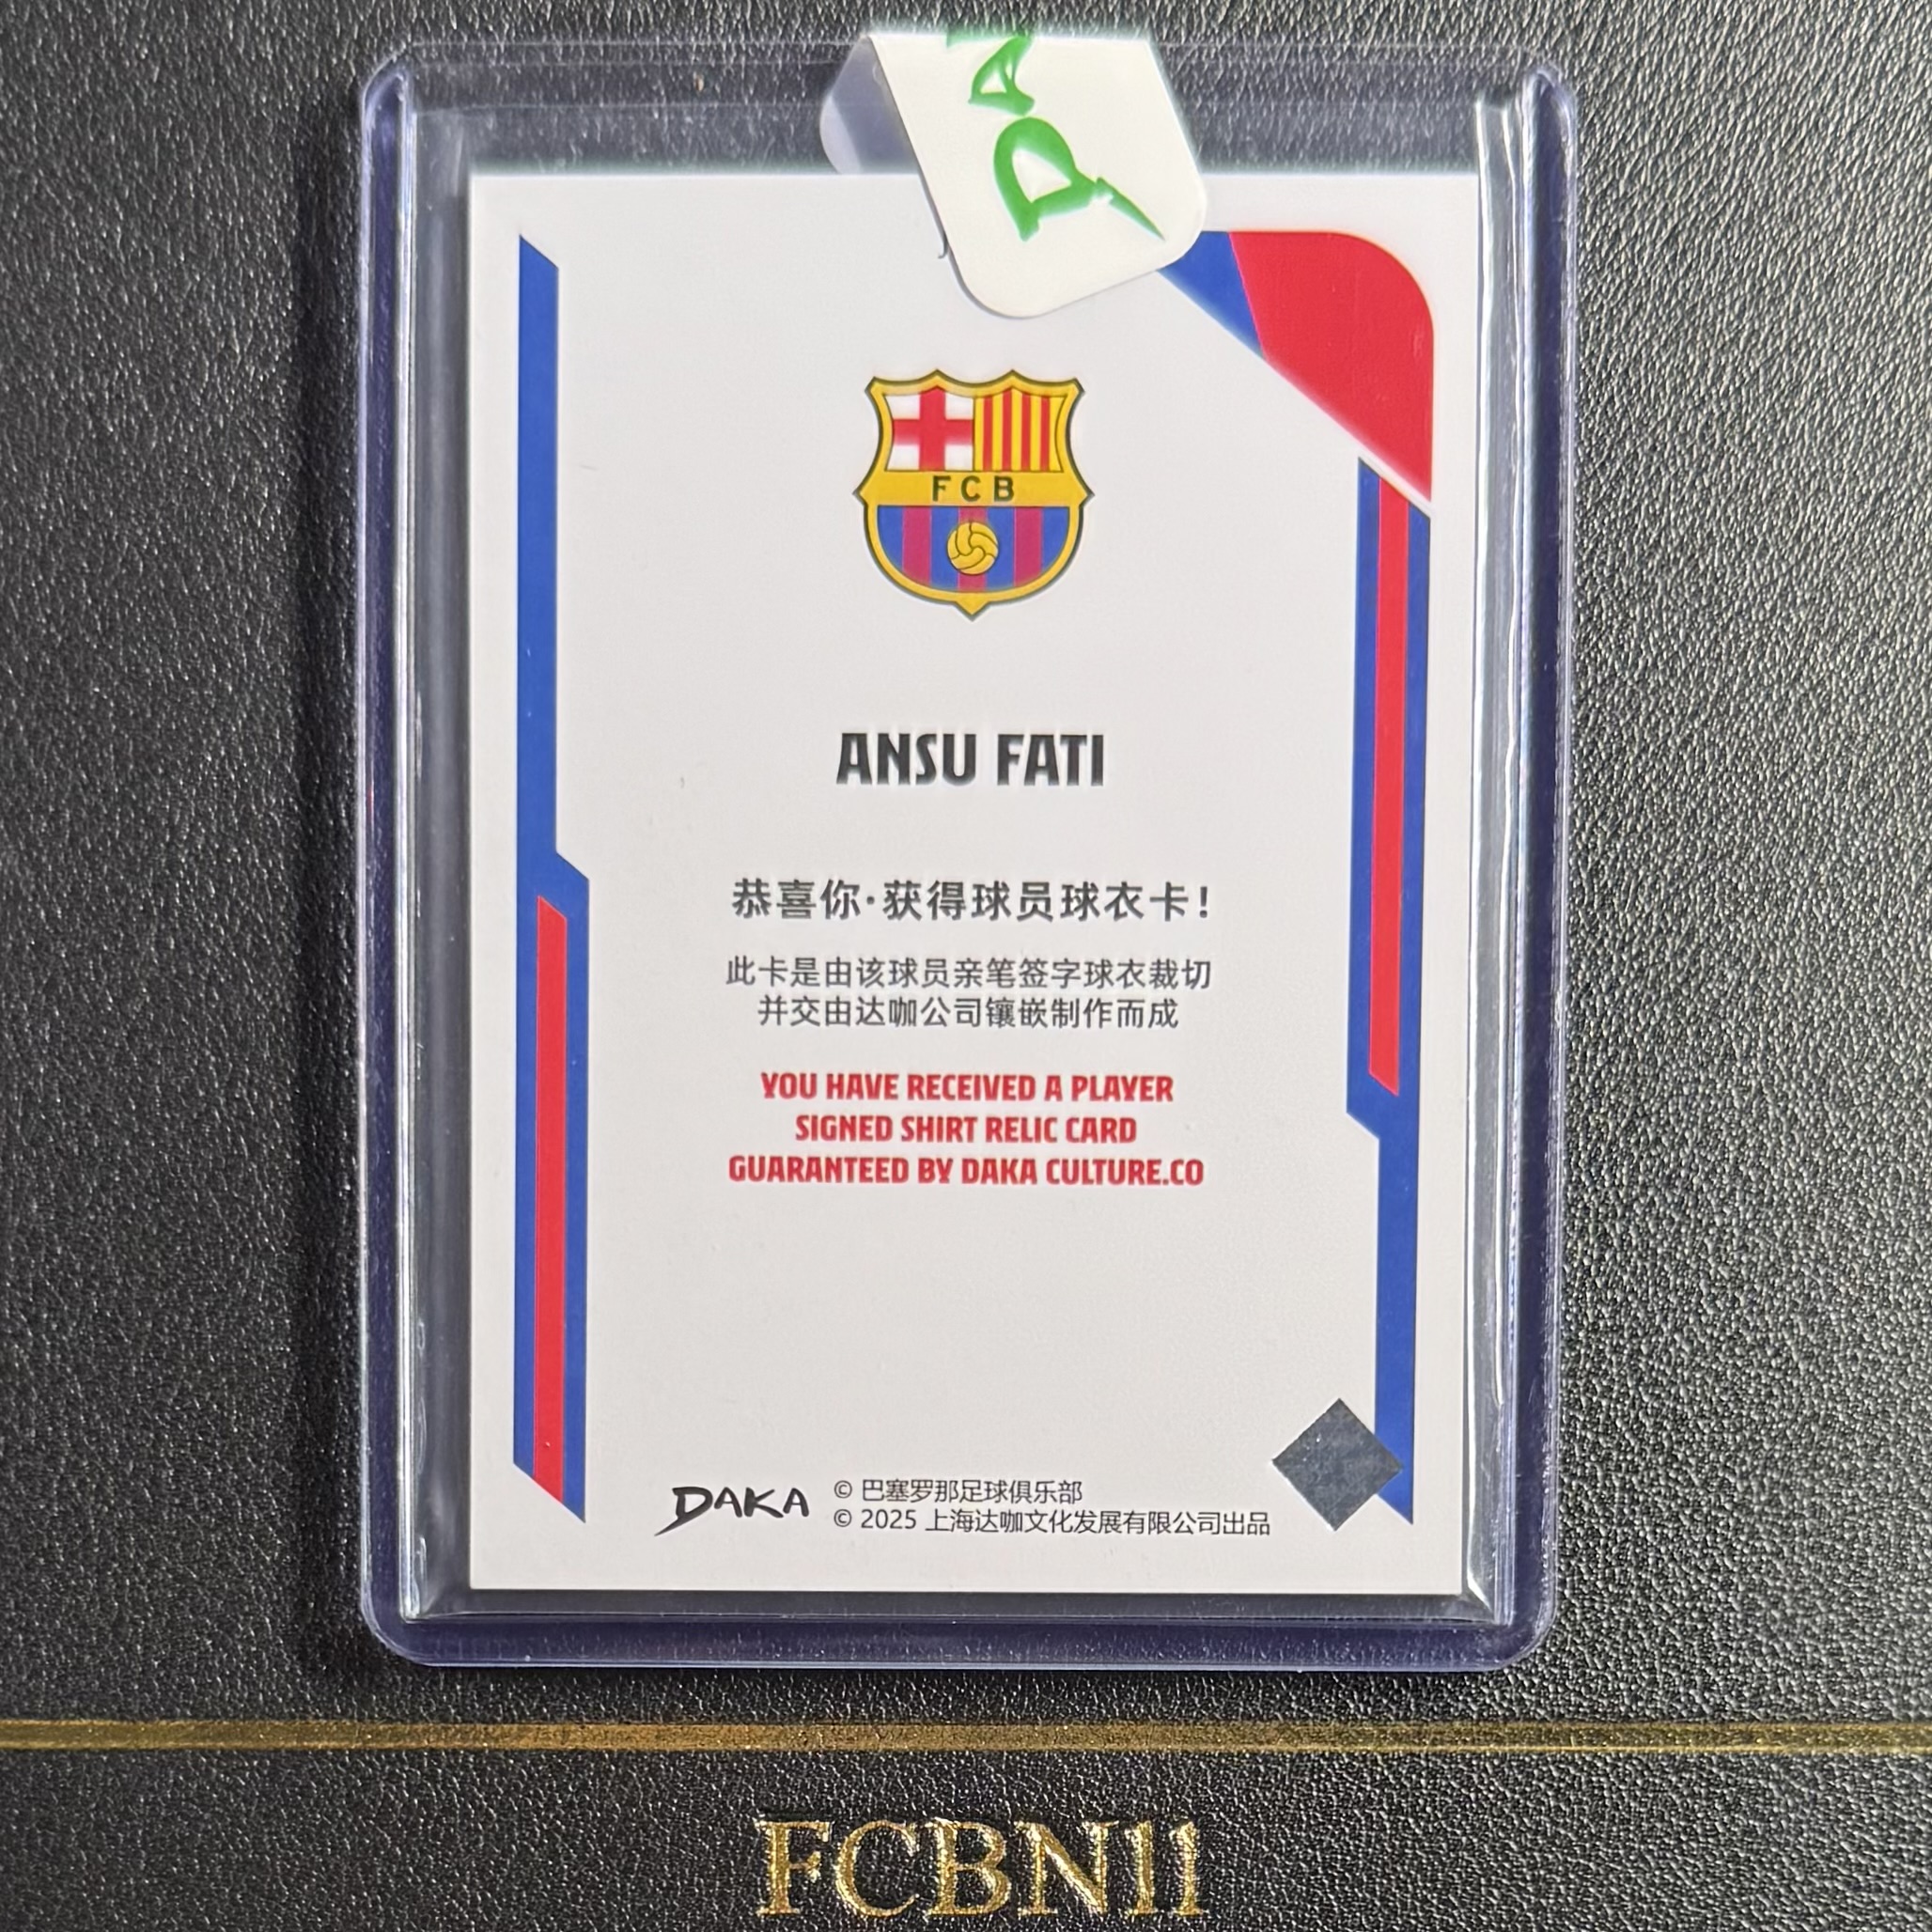 DA
FCB
ANSU FATI
恭喜你·获得球员球衣卡!
此卡是由该球员亲笔签字球衣裁切
并交由达咖公司镶嵌制作而成
YOU HAVE RECEIVED A PLAYER
SIGNED SHIRT RELIC CARD
GUARANTEED BY DAKA CULTURE.CO
DAKA
© 巴塞罗那足球俱乐部
© 2025 上海达咖文化发展有限公司出品
FCBN11